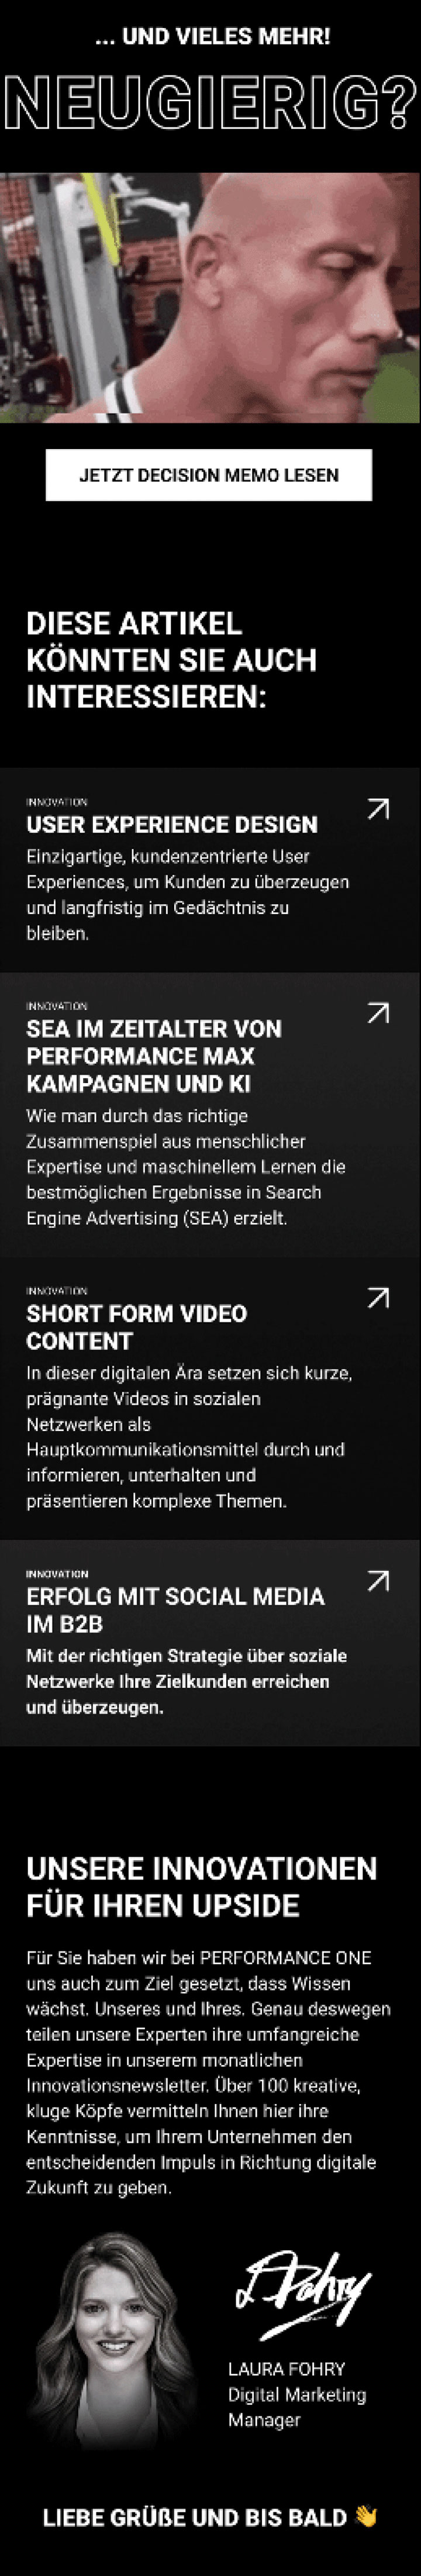 ... UND VIELES MEHR!
NEUGIERIG?
JETZT DECISION MEMO LESEN
DIESE ARTIKEL
KÖNNTEN SIE AUCH
INTERESSIEREN:
INNOVATION
USER EXPERIENCE DESIGN
Einzigartige, kundenzentrierte User
Experiences, um Kunden zu überzeugen
und langfristig im Gedächtnis zu
bleiben.
INNOVATION
SEA IM ZEITALTER VON
PERFORMANCE MAX
KAMPAGNEN UND KI
Wie man durch das richtige
Zusammenspiel aus menschlicher
Expertise und maschinellem Lernen die
bestmöglichen Ergebnisse in Search
Engine Advertising (SEA) erzielt.
INNOVATION
SHORT FORM VIDEO
CONTENT
In dieser digitalen Ära setzen sich kurze,
prägnante Videos in sozialen
Netzwerken als
Hauptkommunikationsmittel durch und
informieren, unterhalten und
präsentieren komplexe Themen.
INNOVATION
ERFOLG MIT SOCIAL MEDIA
IM B2B
Mit der richtigen Strategie über soziale
Netzwerke Ihre Zielkunden erreichen
und überzeugen.
UNSERE INNOVATIONEN
FÜR IHREN UPSIDE
Für Sie haben wir bei PERFORMANCE ONE
uns auch zum Ziel gesetzt, dass Wissen
wächst. Unseres und Ihres. Genau deswegen
teilen unsere Experten ihre umfangreiche
Expertise in unserem monatlichen
Innovationsnewsletter. Über 100 kreative,
kluge Köpfe vermitteln Ihnen hier ihre
Kenntnisse, um Ihrem Unternehmen den
entscheidenden Impuls in Richtung digitale
Zukunft zu geben.
L Fohry
LAURA FOHRY
Digital Marketing
Manager
LIEBE GRÜßE UND BIS BALD 👋